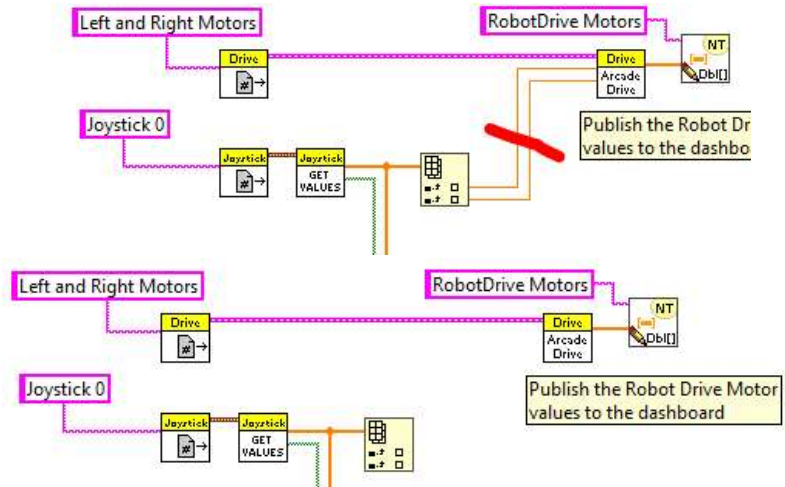 Left and Right Motors
RobotDrive Motors
NT
Dbl[]
Drive
#
Drive
Arcade
Drive
Publish the Robot Dr
values to the dashbo
Joystick 0
Joystick
#
Joystick
GET
VALUES
Left and Right Motors
RobotDrive Motors
NT
Dbl[]
Drive
#
Drive
Arcade
Drive
Publish the Robot Drive Motor
values to the dashboard
Joystick 0
Joystick
#
Joystick
GET
VALUES